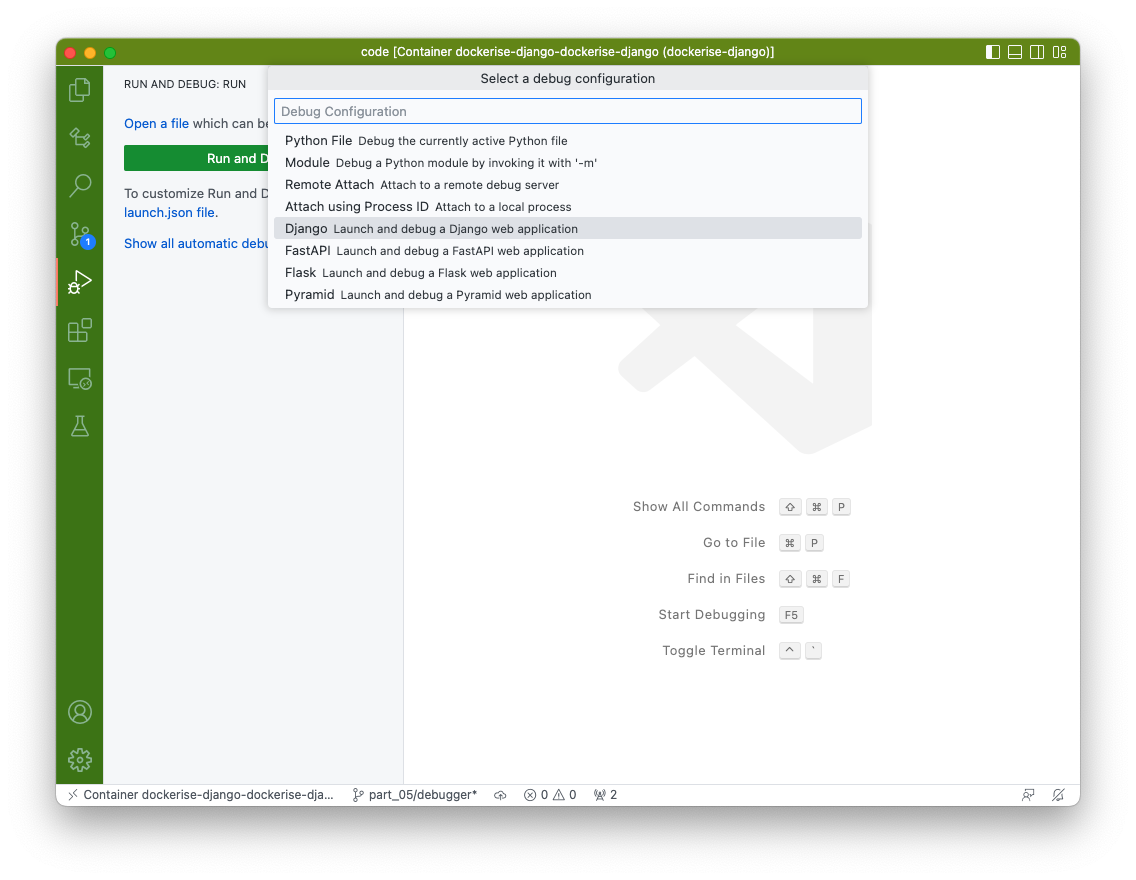 code [Container dockerise-django-dockerise-django (dockerise-django)]
RUN AND DEBUG: RUN
Open a file which can be
Run and D
To customize Run and D
launch.json file.
Show all automatic debu
Select a debug configuration
Debug Configuration
Python File Debug the currently active Python file
Module Debug a Python module by invoking it with '-m'
Remote Attach Attach to a remote debug server
Attach using Process ID Attach to a local process
Django Launch and debug a Django web application
FastAPI Launch and debug a FastAPI web application
Flask Launch and debug a Flask web application
Pyramid Launch and debug a Pyramid web application
1
Show All Commands ⇧ ⌘ P
Go to File ⌘ P
Find in Files ⇧ ⌘ F
Start Debugging F5
Toggle Terminal ^ `
Container dockerise-django-dockerise-dja... part_05/debugger* 0 0 2